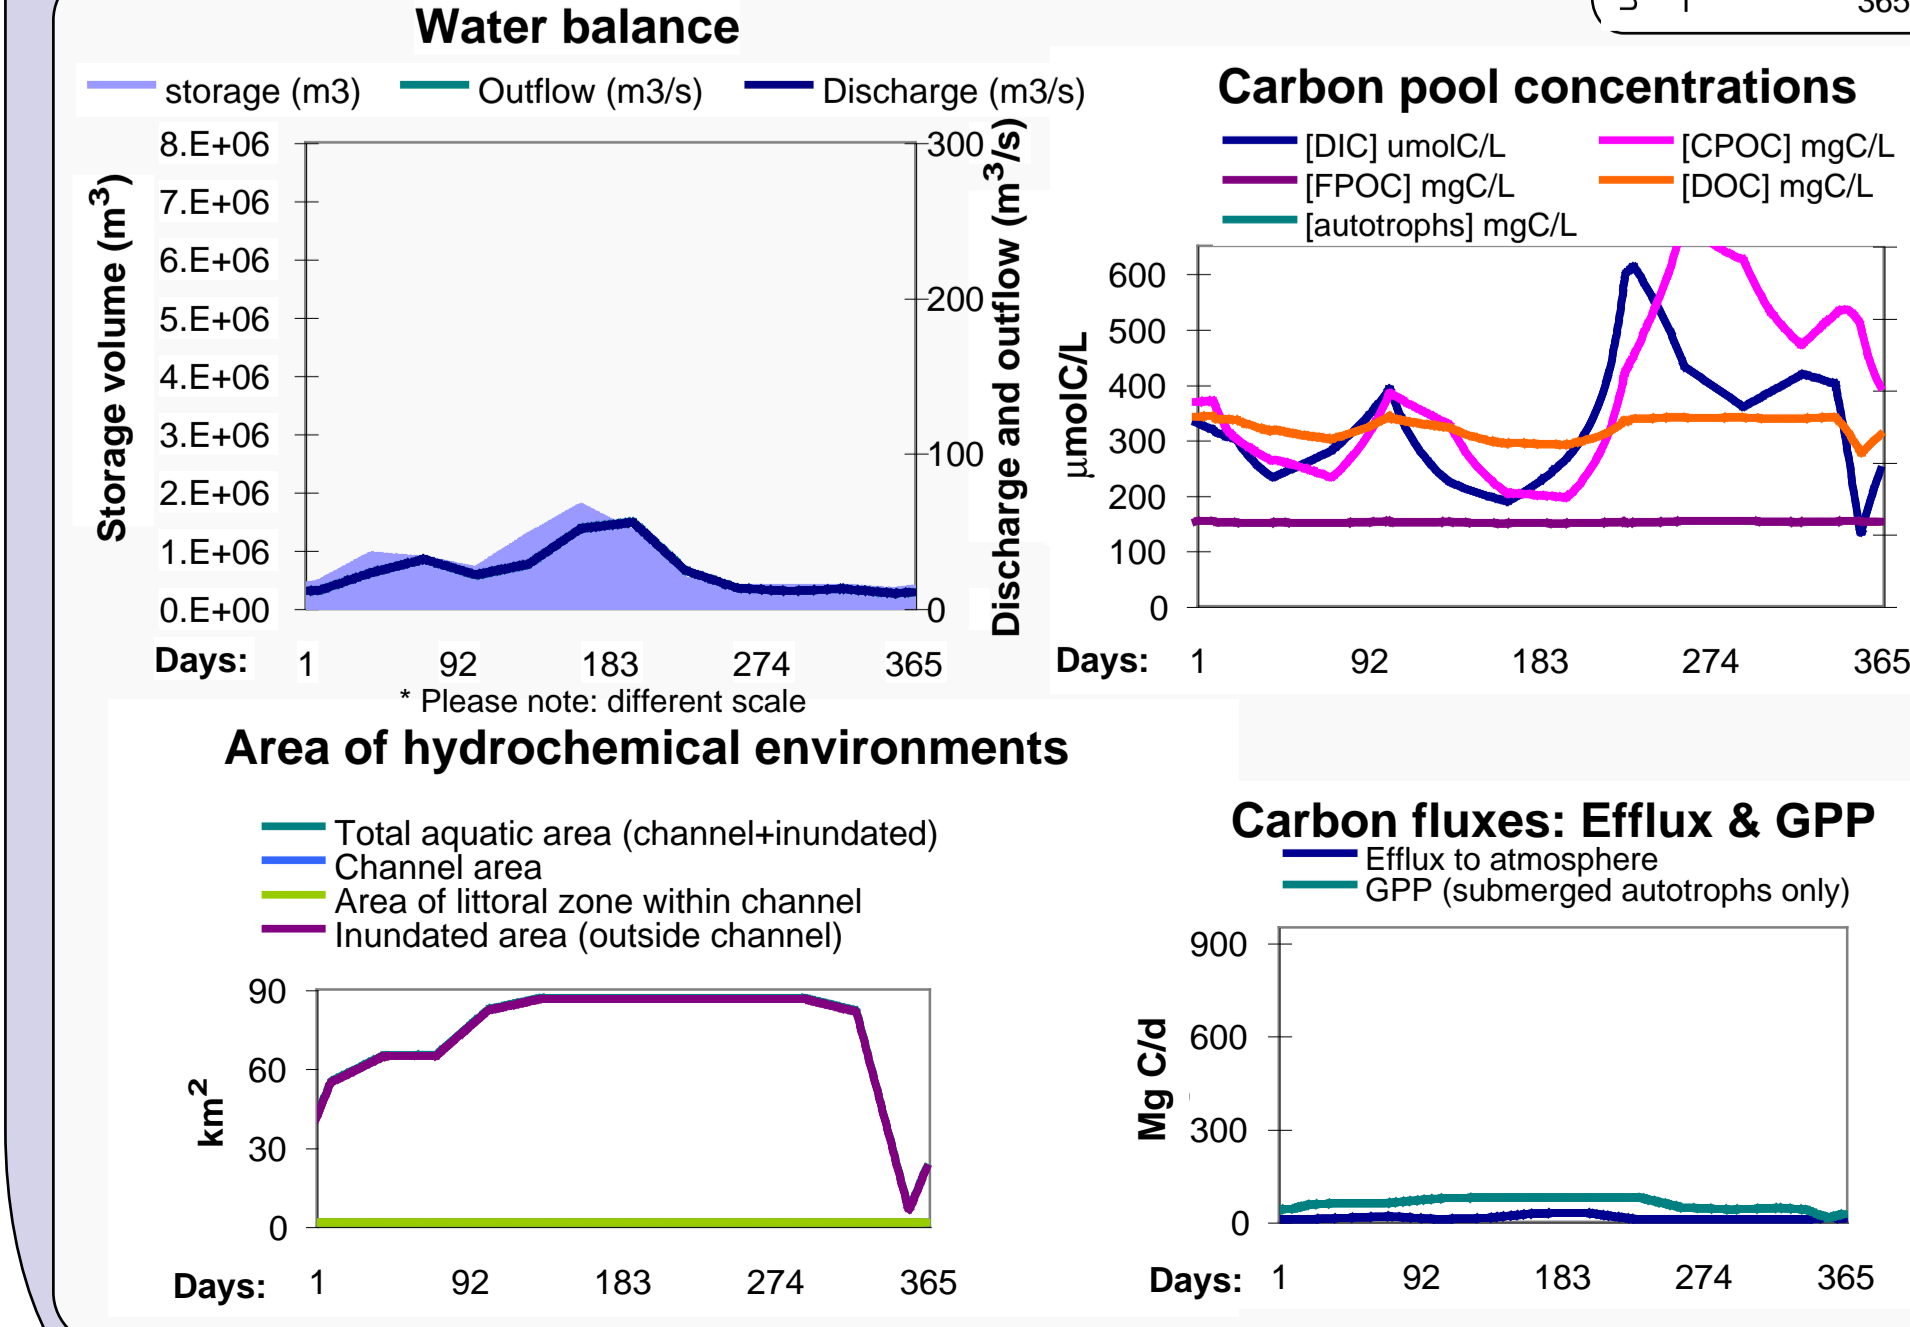 365
Water balance
storage (m3)
Outflow (m3/s)
Discharge (m3/s)
8.E+06
7.E+06
6.E+06
5.E+06
4.E+06
3.E+06
2.E+06
1.E+06
0.E+00
Storage volume (m3)
300
200
100
0
Discharge and outflow (m3/s)
Days: 1 92 183 274 365
* Please note: different scale
Carbon pool concentrations
[DIC] umolC/L
[CPOC] mgC/L
[FPOC] mgC/L
[DOC] mgC/L
[autotrophs] mgC/L
600
500
400
300
200
100
0
µmolC/L
Days: 1 92 183 274 365
Area of hydrochemical environments
Total aquatic area (channel+inundated)
Channel area
Area of littoral zone within channel
Inundated area (outside channel)
90
60
30
0
km2
Days: 1 92 183 274 365
Carbon fluxes: Efflux & GPP
Efflux to atmosphere
GPP (submerged autotrophs only)
900
600
300
0
Mg C/d
Days: 1 92 183 274 365